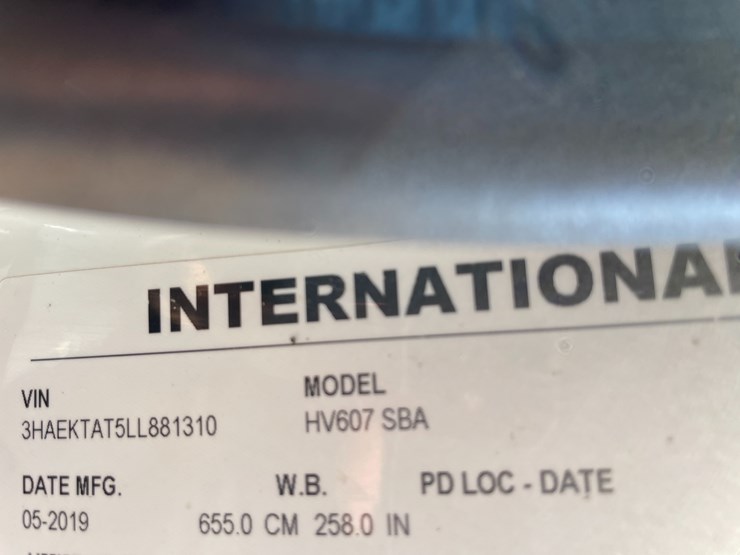 INTERNATIONAL
VIN MODEL
3HAEKTAT5LL881310 HV607 SBA
DATE MFG. W.B. PD LOC - DATE
05-2019 655.0 CM 258.0 IN